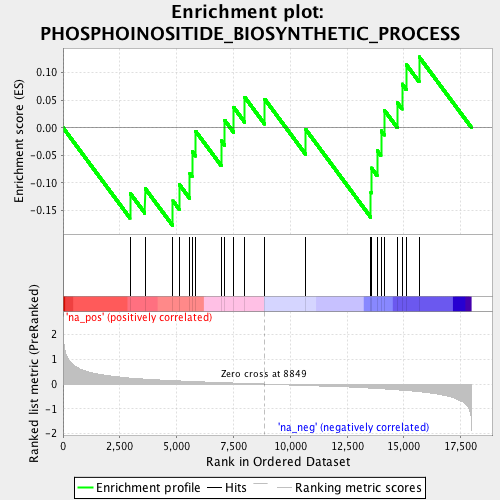 Enrichment plot:
PHOSPHOINOSITIDE_BIOSYNTHETIC_PROCESS
Enrichment score (ES)
0.10
0.05
0.00
-0.05
-0.10
-0.15
'na_pos' (positively correlated)
Ranked list metric (PreRanked)
2
1
0
-1
-2
Zero cross at 8849
'na_neg' (negatively correlated)
0 2,500 5,000 7,500 10,000 12,500 15,000 17,500
Rank in Ordered Dataset
Enrichment profile Hits Ranking metric scores